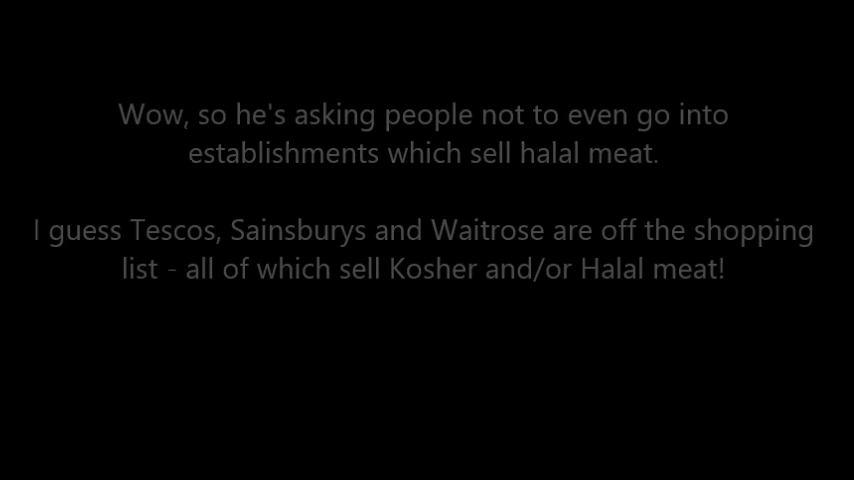 Wow, so he's asking people not to even go into
establishments which sell halal meat.
I guess Tescos, Sainsburys and Waitrose are off the shopping
list - all of which sell Kosher and/or Halal meat!